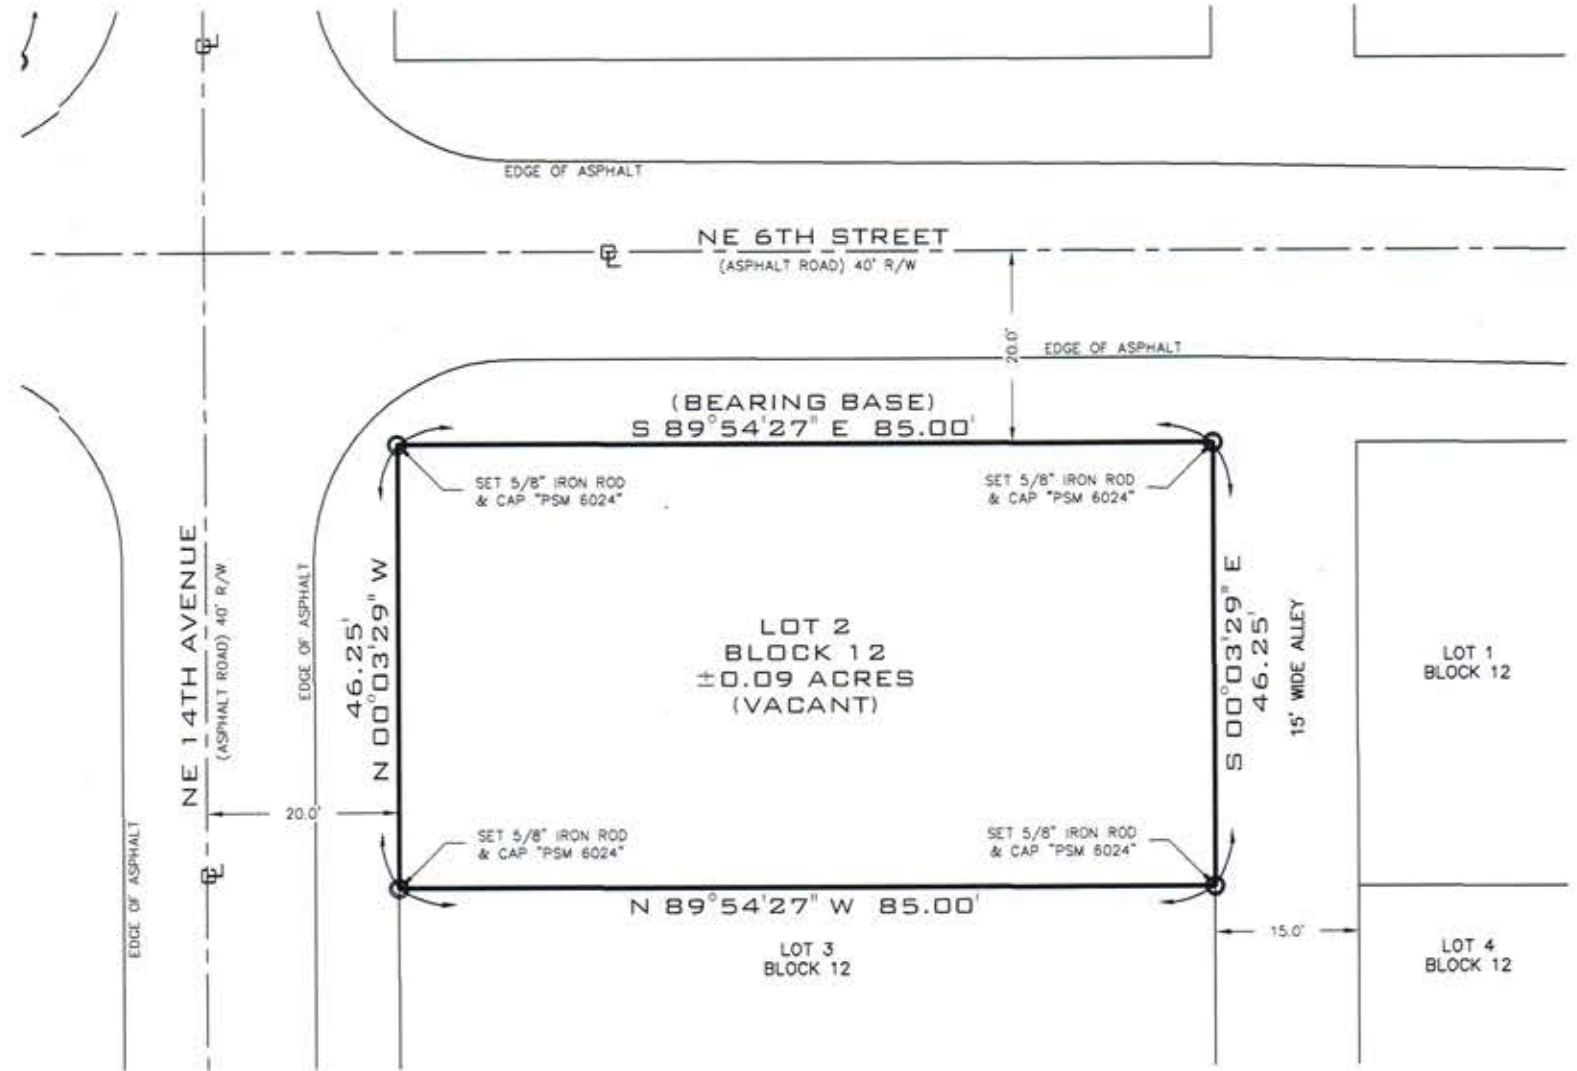 EDGE OF ASPHALT
NE 6TH STREET
(ASPHALT ROAD) 40' R/W
20.0'
EDGE OF ASPHALT
(BEARING BASE)
S 89°54'27" E 85.00'
SET 5/8" IRON ROD
& CAP "PSM 6024"
SET 5/8" IRON ROD
& CAP "PSM 6024"
NE 14TH AVENUE
(ASPHALT ROAD) 40' R/W
EDGE OF ASPHALT
46.25'
N 00°03'29" W
LOT 2
BLOCK 12
±0.09 ACRES
(VACANT)
S 00°03'29" E
46.25'
15' WIDE ALLEY
LOT 1
BLOCK 12
20.0'
SET 5/8" IRON ROD
& CAP "PSM 6024"
SET 5/8" IRON ROD
& CAP "PSM 6024"
EDGE OF ASPHALT
N 89°54'27" W 85.00'
LOT 3
BLOCK 12
15.0'
LOT 4
BLOCK 12